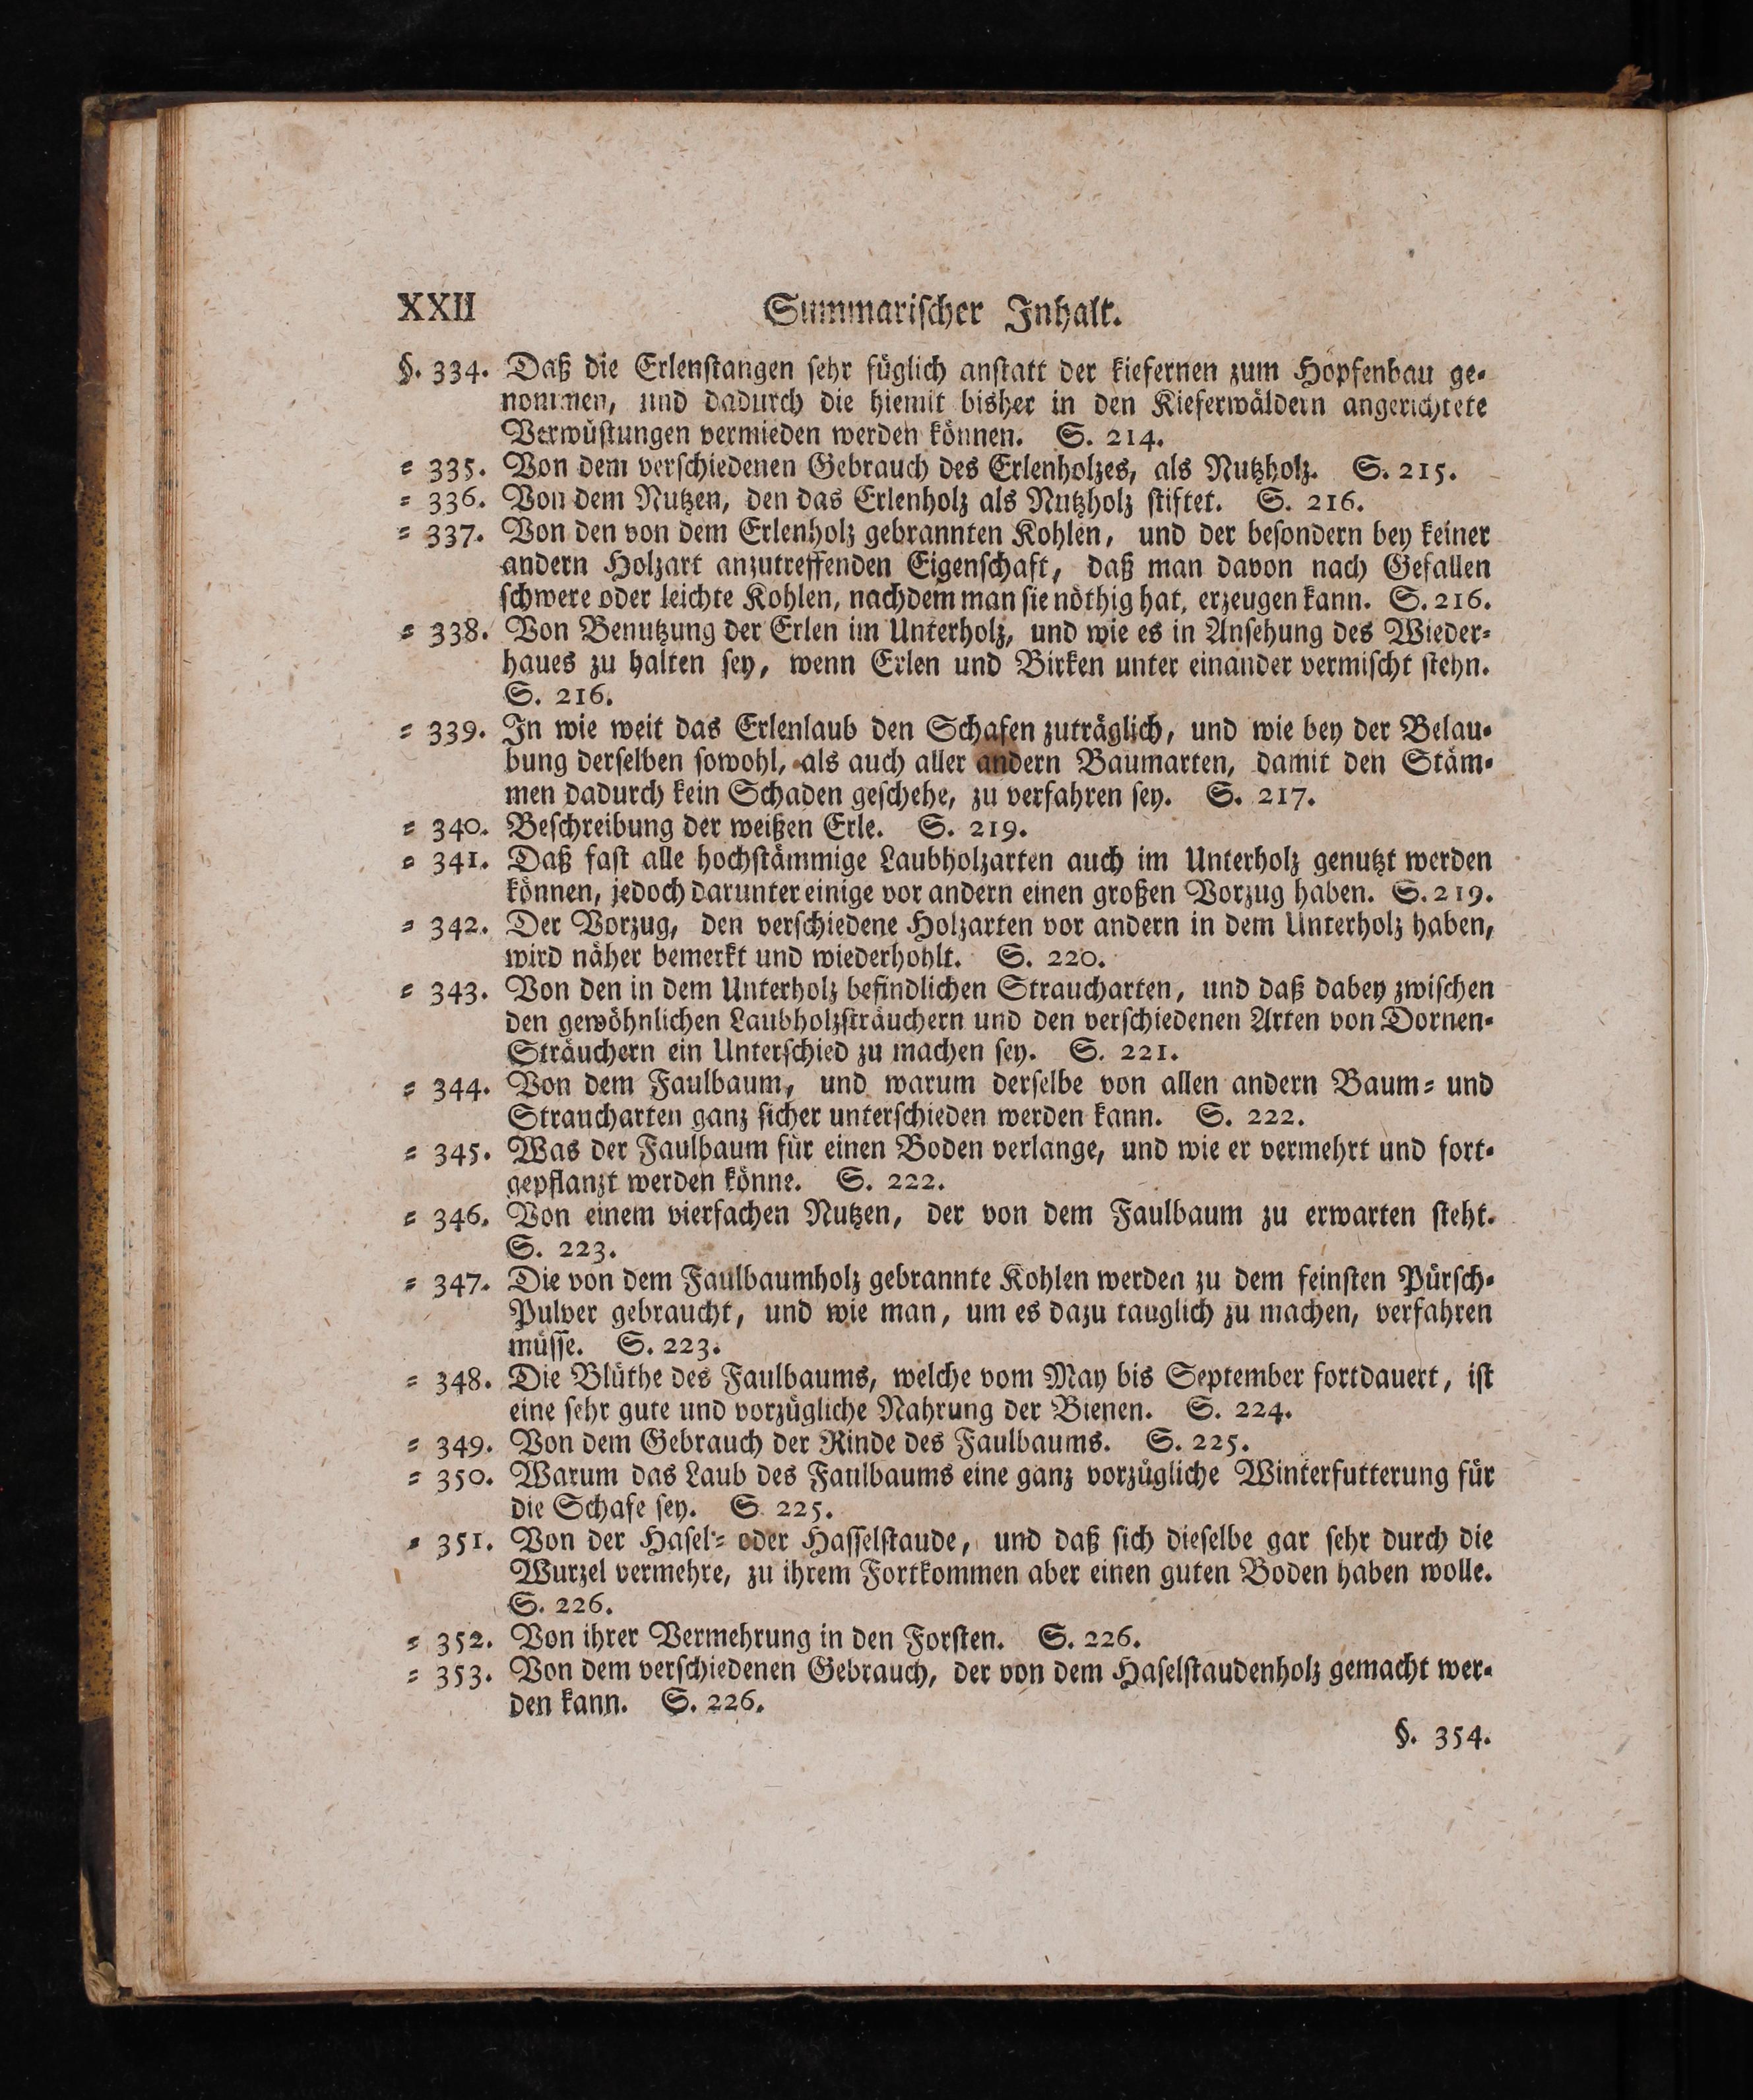 XXII Summariſcher Inhalt.
§. 334. Daß die Erlenſtangen ſehr füglich anſtatt der kiefernen zum Hopfenbau ge-
nommen, und dadurch die hiemit bisher in den Kieferwäldern angerichtete
Verwüſtungen vermieden werden können. S. 214.
= 335. Von dem verſchiedenen Gebrauch des Erlenholzes, als Nutzholz. S. 215.
= 336. Von dem Nutzen, den das Erlenholz als Nutzholz ſtiftet. S. 216.
= 337. Von den von dem Erlenholz gebrannten Kohlen, und der beſondern bey keiner
andern Holzart anzutreffenden Eigenſchaft, daß man davon nach Gefallen
ſchwere oder leichte Kohlen, nachdem man ſie nöthig hat, erzeugen kann. S. 216.
= 338. Von Benutzung der Erlen im Unterholz, und wie es in Anſehung des Wieder=
haues zu halten ſey, wenn Erlen und Birken unter einander vermiſcht ſtehn.
S. 216.
= 339. In wie weit das Erlenlaub den Schafen zuträglich, und wie bey der Belau-
bung derſelben ſowohl, als auch aller andern Baumarten, damit den Stäm-
men dadurch kein Schaden geſchehe, zu verfahren ſey. S. 217.
= 340. Beſchreibung der weißen Erle. S. 219.
= 341. Daß faſt alle hochſtämmige Laubholzarten auch im Unterholz genutzt werden
können, jedoch darunter einige vor andern einen großen Vorzug haben. S. 219.
= 342. Der Vorzug, den verſchiedene Holzarten vor andern in dem Unterholz haben,
wird näher bemerkt und wiederhohlt. S. 220.
= 343. Von den in dem Unterholz befindlichen Straucharten, und daß dabey zwiſchen
den gewöhnlichen Laubholzſträuchern und den verſchiedenen Arten von Dornen-
Sträuchern ein Unterſchied zu machen ſey. S. 221.
= 344. Von dem Faulbaum, und warum derſelbe von allen andern Baum= und
Straucharten ganz ſicher unterſchieden werden kann. S. 222.
= 345. Was der Faulbaum für einen Boden verlange, und wie er vermehrt und fort-
gepflanzt werden könne. S. 222.
= 346. Von einem vierfachen Nutzen, der von dem Faulbaum zu erwarten ſteht.
S. 223.
= 347. Die von dem Faulbaumholz gebrannte Kohlen werden zu dem feinſten Pürſch-
Pulver gebraucht, und wie man, um es dazu tauglich zu machen, verfahren
müſſe. S. 223.
= 348. Die Blüthe des Faulbaums, welche vom May bis September fortdauert, iſt
eine ſehr gute und vorzügliche Nahrung der Bienen. S. 224.
= 349. Von dem Gebrauch der Rinde des Faulbaums. S. 225.
= 350. Warum das Laub des Faulbaums eine ganz vorzügliche Winterfutterung für
die Schafe ſey. S 225.
= 351. Von der Haſel= oder Haſſelſtaude, und daß ſich dieſelbe gar ſehr durch die
Wurzel vermehre, zu ihrem Fortkommen aber einen guten Boden haben wolle.
S. 226.
= 352. Von ihrer Vermehrung in den Forſten. S. 226.
= 353. Von dem verſchiedenen Gebrauch, der von dem Haſelſtaudenholz gemacht wer-
den kann. S. 226.
§. 354.